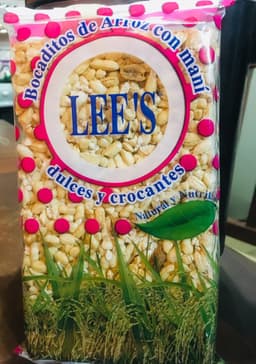 Bocaditos de Arroz con maní
LEE'S
dulces y crocantes
Natural y Nutritivo